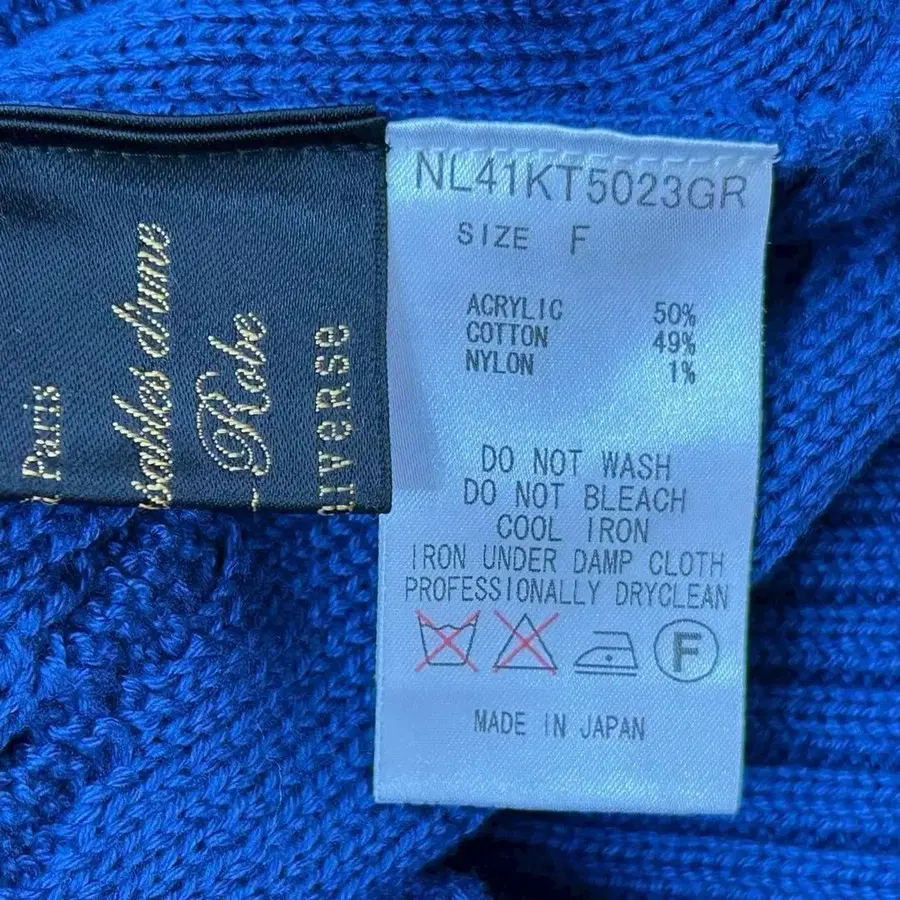 NL41KT5023GR
SIZE F
ACRYLIC 50%
COTTON 49%
NYLON 1%
DO NOT WASH
DO NOT BLEACH
COOL IRON
IRON UNDER DAMP CLOTH
PROFESSIONALLY DRYCLEAN
F
MADE IN JAPAN
Paris
d'une
Robe